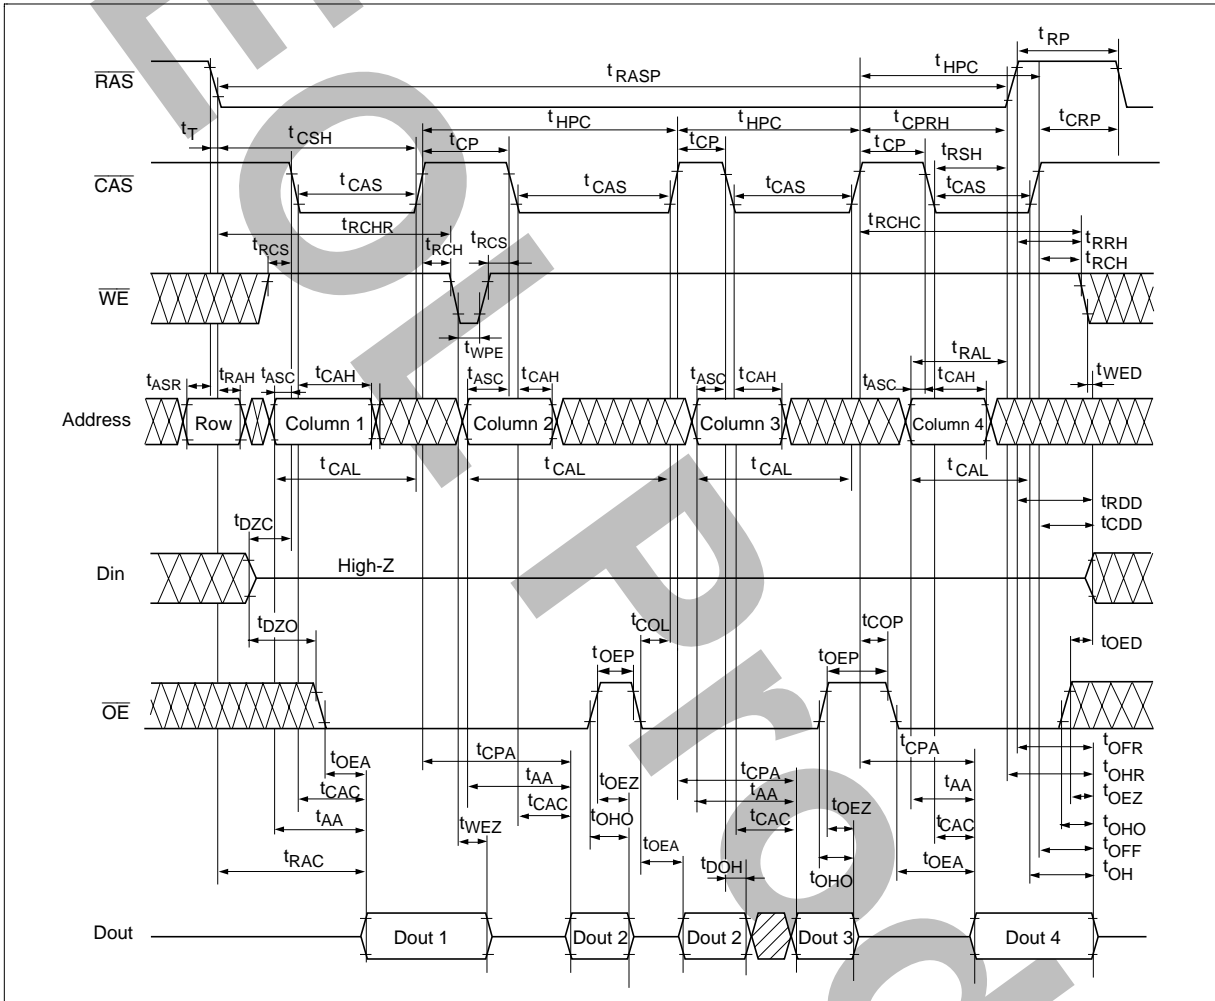 tRP
RAS
tRASP
tHPC
tT
tCSH
tHPC
tHPC
tCPRH
tCRP
tCP
tCP
tCP
tRSH
CAS
tCAS
tCAS
tCAS
tCAS
tRCHR
tRCHC
tRCS
tRCH
tRCS
tRRH
tRCH
WE
tWPE
tRAL
tWED
tASR
tRAH
tASC
tCAH
tASC
tCAH
tASC
tCAH
tASC
tCAH
Address
Row
Column 1
Column 2
Column 3
Column 4
tCAL
tCAL
tCAL
tCAL
tRDD
tCDD
tDZC
Din
High-Z
tDZO
tCOL
tCOP
tOED
tOEP
tOEP
OE
tOEA
tCPA
tCPA
tCPA
tOFR
tCAC
tAA
tOEZ
tAA
tOEZ
tAA
tOHR
tOEZ
tAA
tCAC
tOHO
tCAC
tCAC
tOHO
tWEZ
tOEA
tOFF
tRAC
tDOH
tOHO
tOEA
tOH
Dout
Dout 1
Dout 2
Dout 2
Dout 3
Dout 4
EOL Prod